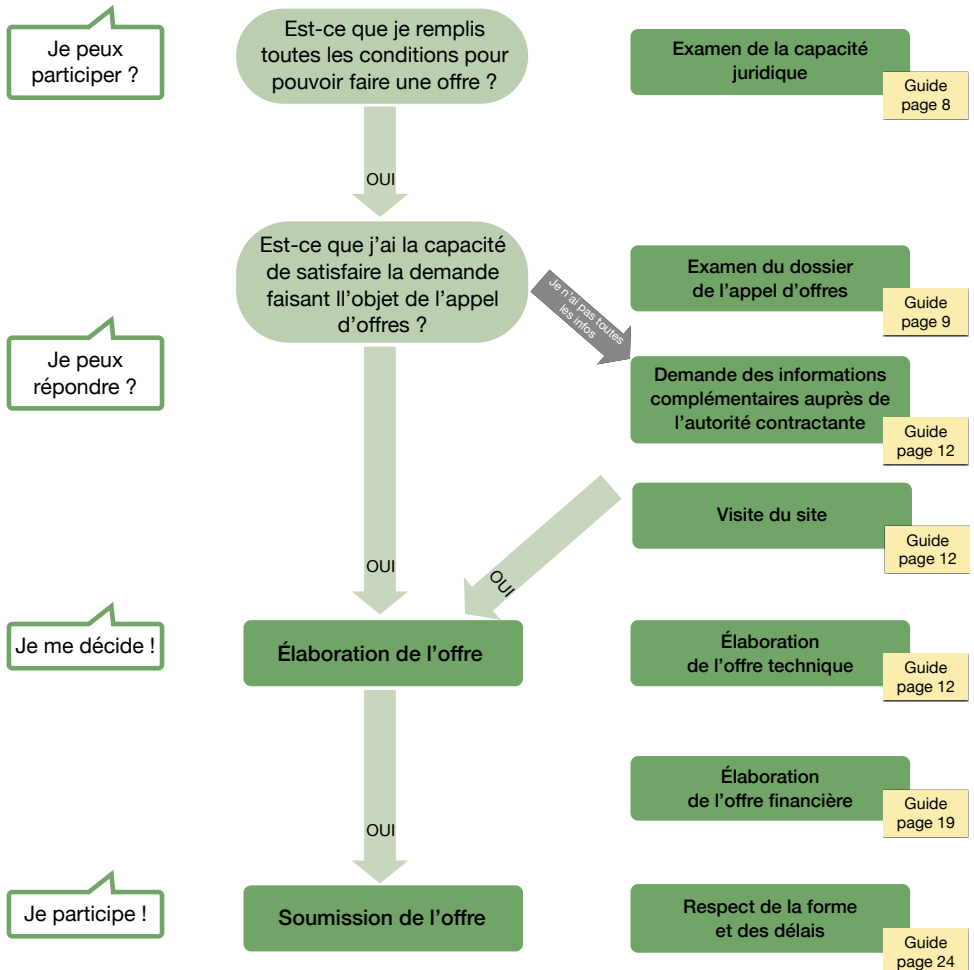 Je peux
participer ?
Est-ce que je remplis
toutes les conditions pour
pouvoir faire une offre ?
Examen de la capacité
juridique
Guide
page 8
OUI
Est-ce que j'ai la capacité
de satisfaire la demande
faisant ll'objet de l'appel
d'offres ?
Je n'ai pas toutes
les infos
Examen du dossier
de l'appel d'offres
Guide
page 9
Je peux
répondre ?
Demande des informations
complémentaires auprès de
l'autorité contractante
Guide
page 12
Visite du site
Guide
page 12
OUI
OUI
Je me décide !
Élaboration de l'offre
Élaboration
de l'offre technique
Guide
page 12
Élaboration
de l'offre financière
Guide
page 19
OUI
Je participe !
Soumission de l'offre
Respect de la forme
et des délais
Guide
page 24